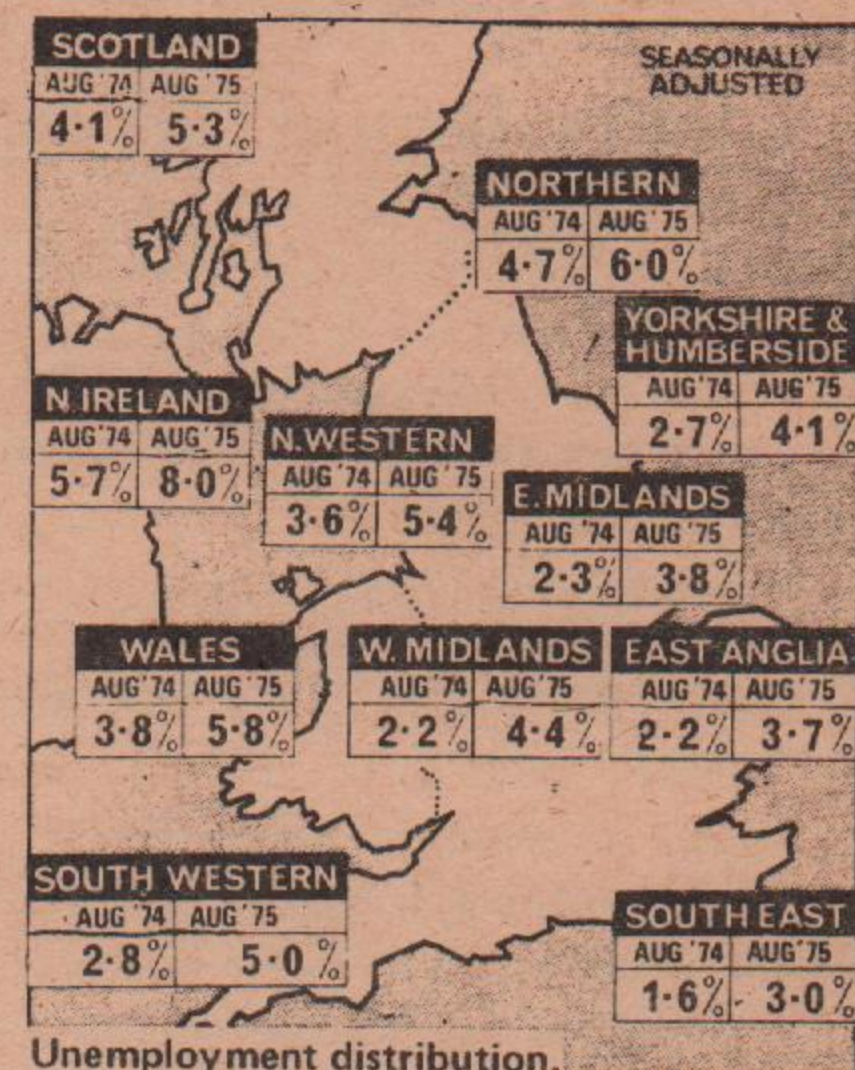 SCOTLAND
AUG '74 AUG '75
4·1% 5·3%
SEASONALLY
ADJUSTED
NORTHERN
AUG '74 AUG '75
4·7% 6·0%
YORKSHIRE &
HUMBERSIDE
AUG '74 AUG '75
2·7% 4·1%
N. IRELAND
AUG '74 AUG '75
5·7% 8·0%
N. WESTERN
AUG '74 AUG '75
3·6% 5·4%
E. MIDLANDS
AUG '74 AUG '75
2·3% 3·8%
WALES
AUG '74 AUG '75
3·8% 5·8%
W. MIDLANDS
AUG '74 AUG '75
2·2% 4·4%
EAST ANGLIA
AUG '74 AUG '75
2·2% 3·7%
SOUTH WESTERN
AUG '74 AUG '75
2·8% 5·0%
SOUTH EAST
AUG '74 AUG '75
1·6% 3·0%
Unemployment distribution.